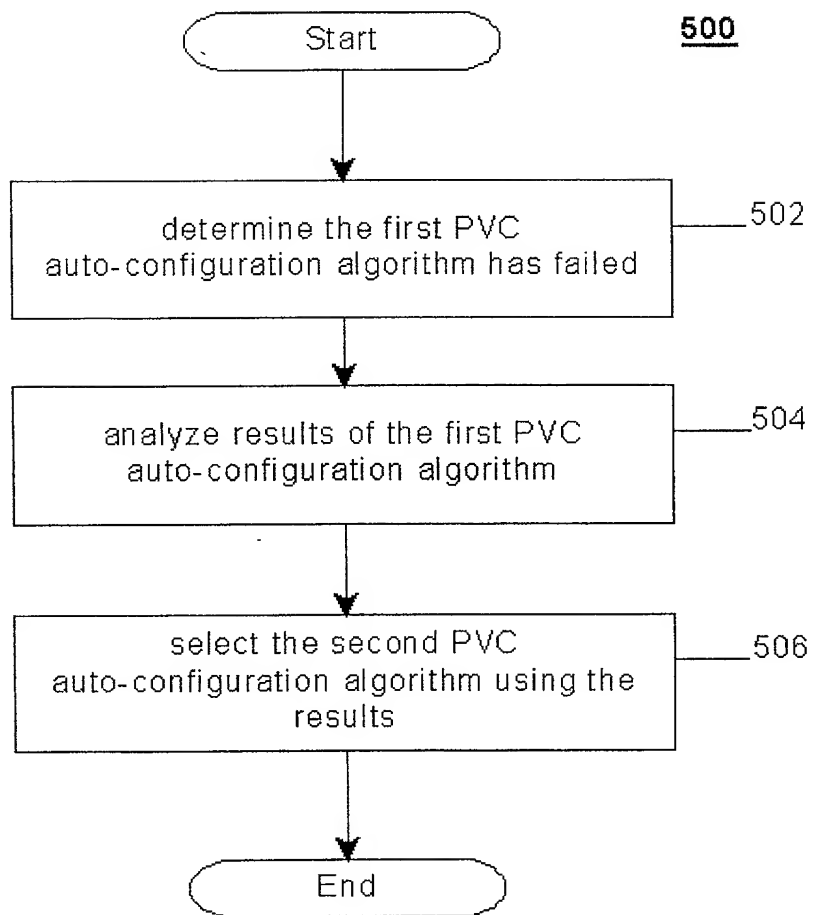 Start
500
determine the first PVC
auto-configuration algorithm has failed
502
analyze results of the first PVC
auto-configuration algorithm
504
select the second PVC
auto-configuration algorithm using the
results
506
End